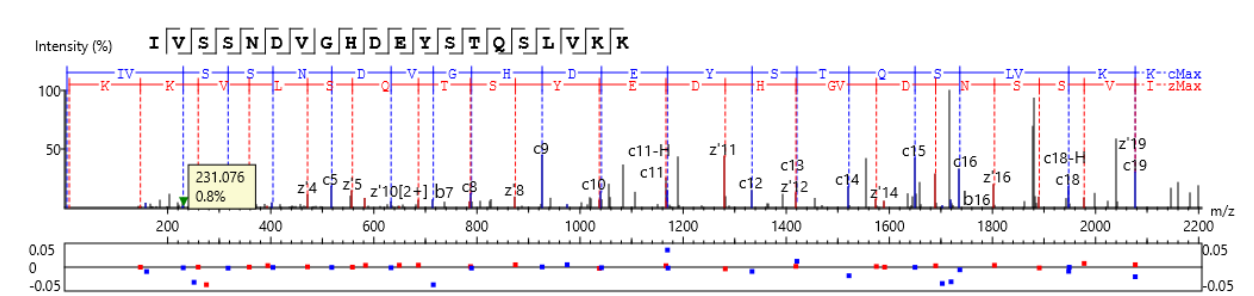 I V S S N D V G H D E Y S T Q S L V K K
Intensity (%)
IV S S N D V G H D E Y S T Q S LV K K cMax
K K V L S Q T S Y E D H GV D N S S V I zMax
100
50
231.076
0.8%
z'4 c5 z'5 z'10[2+] b7 c8 z'8 c9 c10 c11-H c11 z'11 c12 c13 z'12 c14 z'14 c15 c16 b16 z'16 c18-H c18 z'19 c19
200 400 600 800 1000 1200 1400 1600 1800 2000 2200 m/z
0.05 0.05
0
-0.05 -0.05